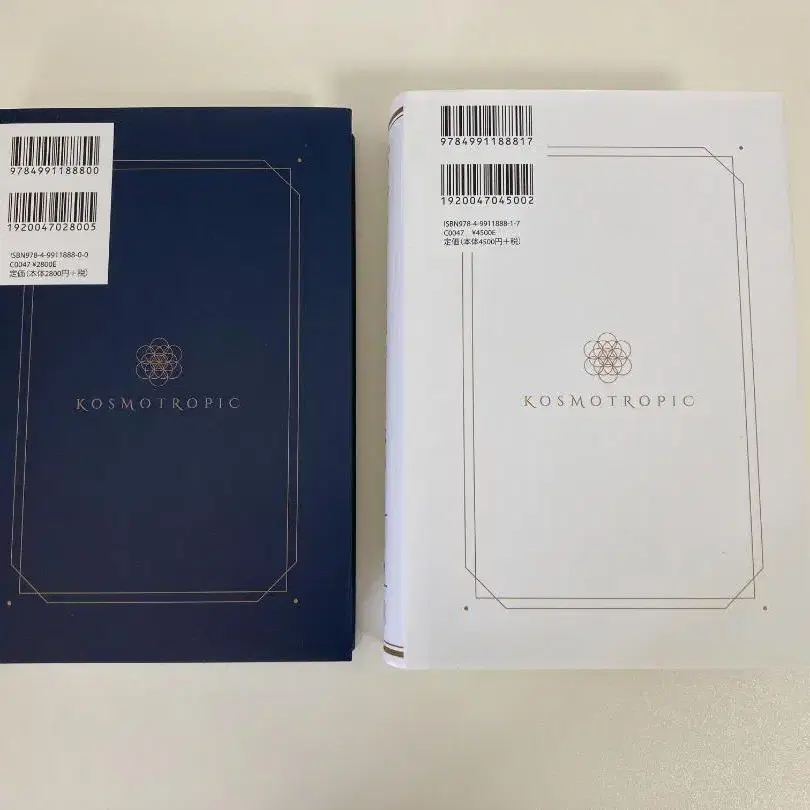 9784991188800
1920047028005
ISBN978-4-9911888-0-0
C0047 ¥2800E
定価(本体2800円+税)
KOSMOTROPIC
9784991188817
1920047045002
ISBN978-4-9911888-1-7
C0047 ¥4500E
定価(本体4500円+税)
KOSMOTROPIC